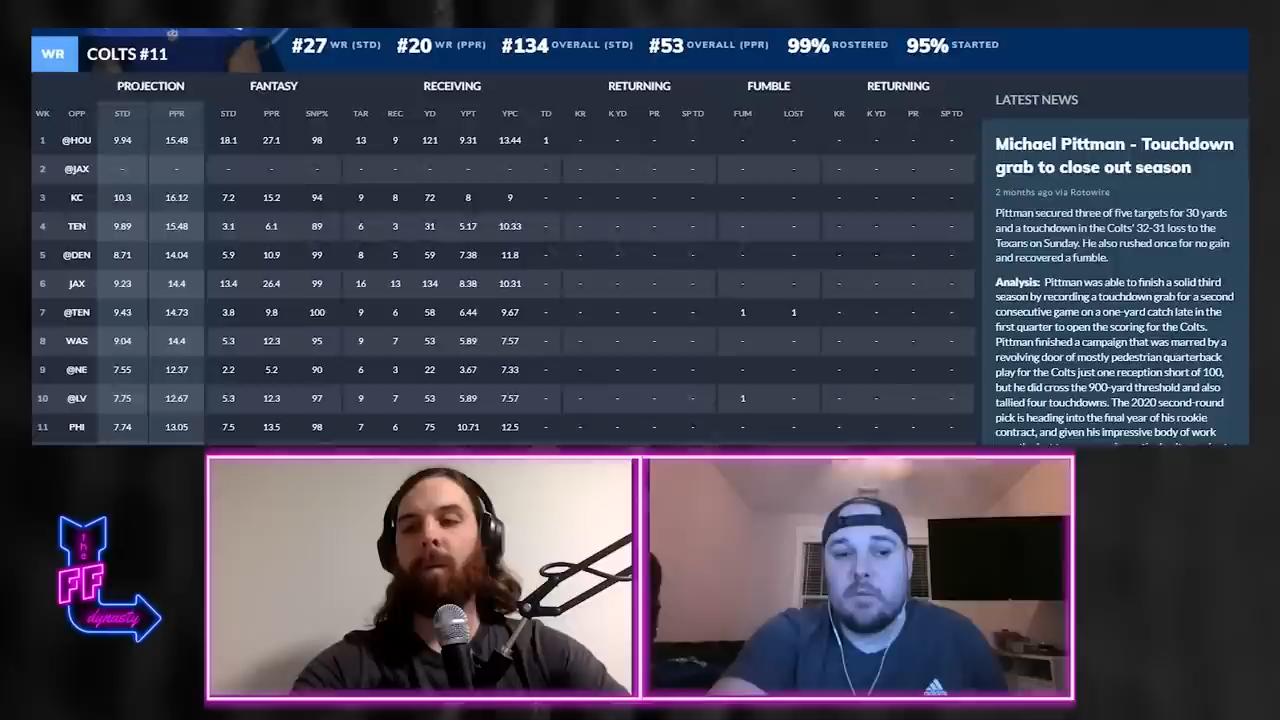 WR COLTS #11 #27 WR (STD) #20 WR (PPR) #134 OVERALL (STD) #53 OVERALL (PPR) 99% ROSTERED 95% STARTED
PROJECTION FANTASY RECEIVING RETURNING FUMBLE RETURNING
WK OPP STD PPR STD PPR SNP% TAR REC YD YPT YPC TD KR K YD PR SP TD FUM LOST KR K YD PR SP TD
1 @HOU 9.94 15.48 18.1 27.1 98 13 9 121 9.31 13.44 1 - - - - - - - - - -
2 @JAX - - - - - - - - - - - - - - - - - - - - -
3 KC 10.3 16.12 7.2 15.2 94 9 8 72 8 9 - - - - - - - - - - -
4 TEN 9.89 15.48 3.1 6.1 89 6 3 31 5.17 10.33 - - - - - - - - - - -
5 @DEN 8.71 14.04 5.9 10.9 99 8 5 59 7.38 11.8 - - - - - - - - - - -
6 JAX 9.23 14.4 13.4 26.4 99 16 13 134 8.38 10.31 - - - - - - - - - - -
7 @TEN 9.43 14.73 3.8 9.8 100 9 6 58 6.44 9.67 - - - - - 1 1 - - - -
8 WAS 9.04 14.4 5.3 12.3 95 9 7 53 5.89 7.57 - - - - - - - - - - -
9 @NE 7.55 12.37 2.2 5.2 90 6 3 22 3.67 7.33 - - - - - - - - - - -
10 @LV 7.75 12.67 5.3 12.3 97 9 7 53 5.89 7.57 - - - - - 1 - - - - -
11 PHI 7.74 13.05 7.5 13.5 98 7 6 75 10.71 12.5 - - - - - - - - - - -
LATEST NEWS
Michael Pittman - Touchdown
grab to close out season
2 months ago via Rotowire
Pittman secured three of five targets for 30 yards
and a touchdown in the Colts' 32-31 loss to the
Texans on Sunday. He also rushed once for no gain
and recovered a fumble.
Analysis: Pittman was able to finish a solid third
season by recording a touchdown grab for a second
consecutive game on a one-yard catch late in the
first quarter to open the scoring for the Colts.
Pittman finished a campaign that was marred by a
revolving door of mostly pedestrian quarterback
play for the Colts just one reception short of 100,
but he did cross the 900-yard threshold and also
tallied four touchdowns. The 2020 second-round
pick is heading into the final year of his rookie
contract, and given his impressive body of work
the
FF
dynasty
adidas